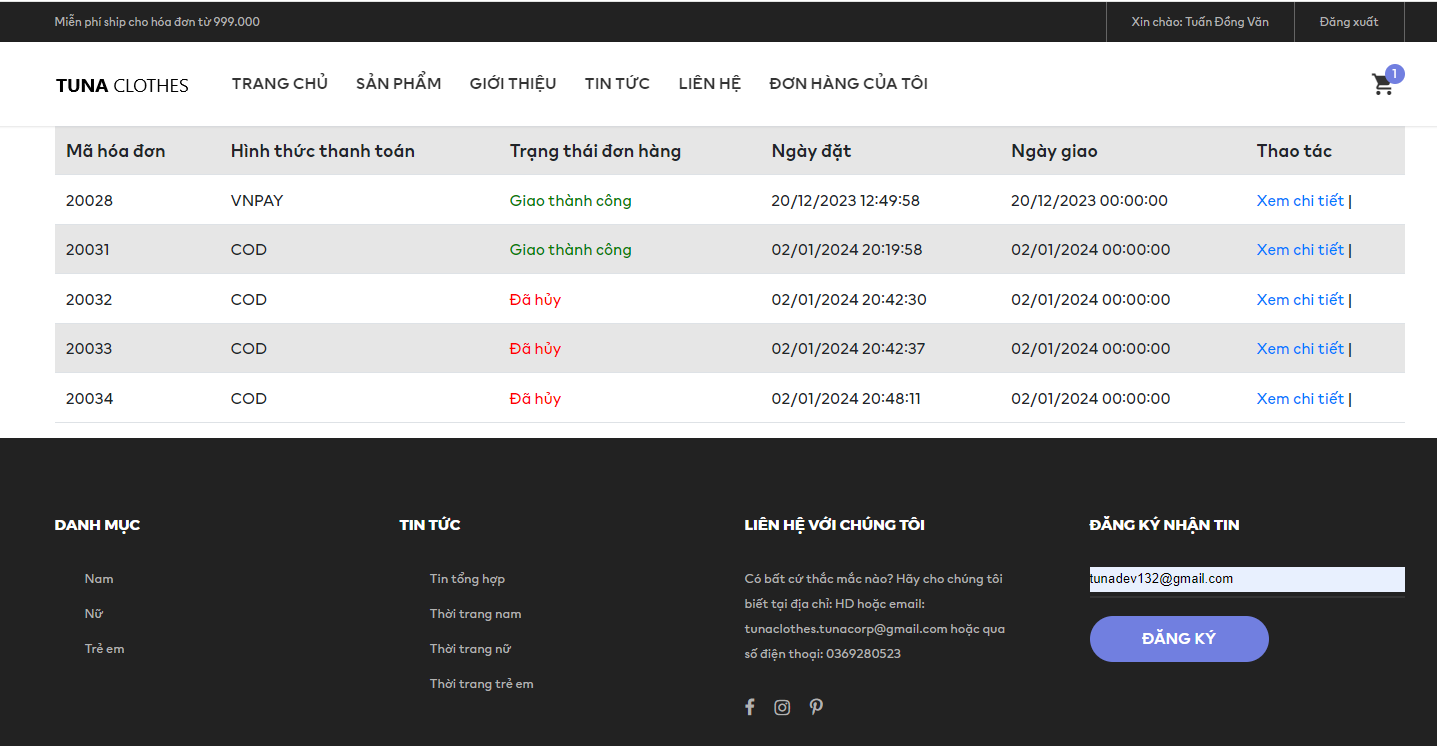 Miễn phí ship cho hóa đơn từ 999.000
Xin chào: Tuấn Đồng Văn
Đăng xuất
TUNA CLOTHES
TRANG CHỦ SẢN PHẨM GIỚI THIỆU TIN TỨC LIÊN HỆ ĐƠN HÀNG CỦA TÔI
1
Mã hóa đơn Hình thức thanh toán Trạng thái đơn hàng Ngày đặt Ngày giao Thao tác
20028 VNPAY Giao thành công 20/12/2023 12:49:58 20/12/2023 00:00:00 Xem chi tiết |
20031 COD Giao thành công 02/01/2024 20:19:58 02/01/2024 00:00:00 Xem chi tiết |
20032 COD Đã hủy 02/01/2024 20:42:30 02/01/2024 00:00:00 Xem chi tiết |
20033 COD Đã hủy 02/01/2024 20:42:37 02/01/2024 00:00:00 Xem chi tiết |
20034 COD Đã hủy 02/01/2024 20:48:11 02/01/2024 00:00:00 Xem chi tiết |
DANH MỤC
Nam
Nữ
Trẻ em
TIN TỨC
Tin tổng hợp
Thời trang nam
Thời trang nữ
Thời trang trẻ em
LIÊN HỆ VỚI CHÚNG TÔI
Có bất cứ thắc mắc nào? Hãy cho chúng tôi
biết tại địa chỉ: HD hoặc email:
tunaclothes.tunacorp@gmail.com hoặc qua
số điện thoại: 0369280523
ĐĂNG KÝ NHẬN TIN
tunadev132@gmail.com
ĐĂNG KÝ